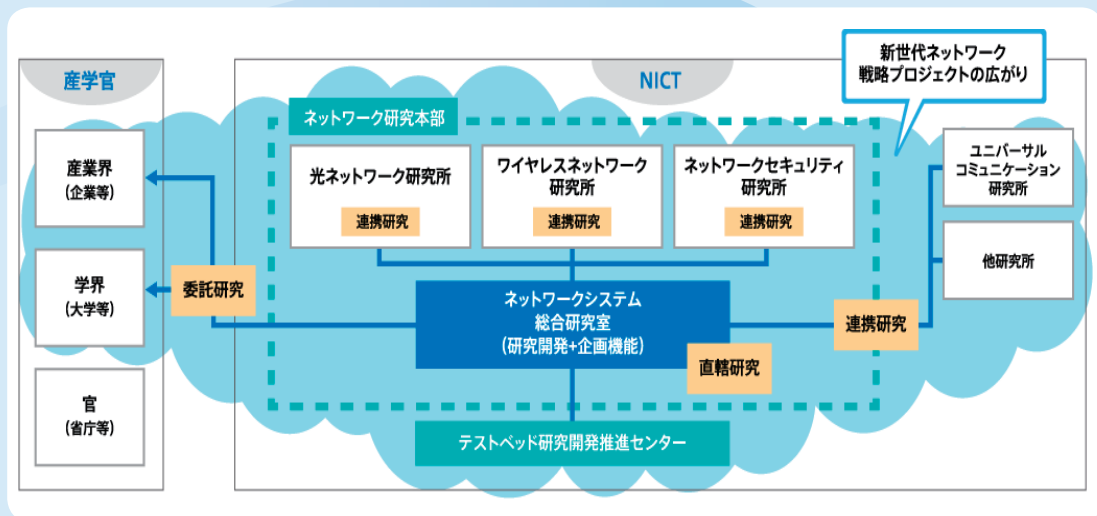 産学官
産業界
(企業等)
学界
(大学等)
官
(省庁等)
委託研究
NICT
新世代ネットワーク
戦略プロジェクトの広がり
ネットワーク研究本部
光ネットワーク研究所
連携研究
ワイヤレスネットワーク
研究所
連携研究
ネットワークセキュリティ
研究所
連携研究
ネットワークシステム
総合研究室
(研究開発+企画機能)
直轄研究
連携研究
ユニバーサル
コミュニケーション
研究所
他研究所
テストベッド研究開発推進センター